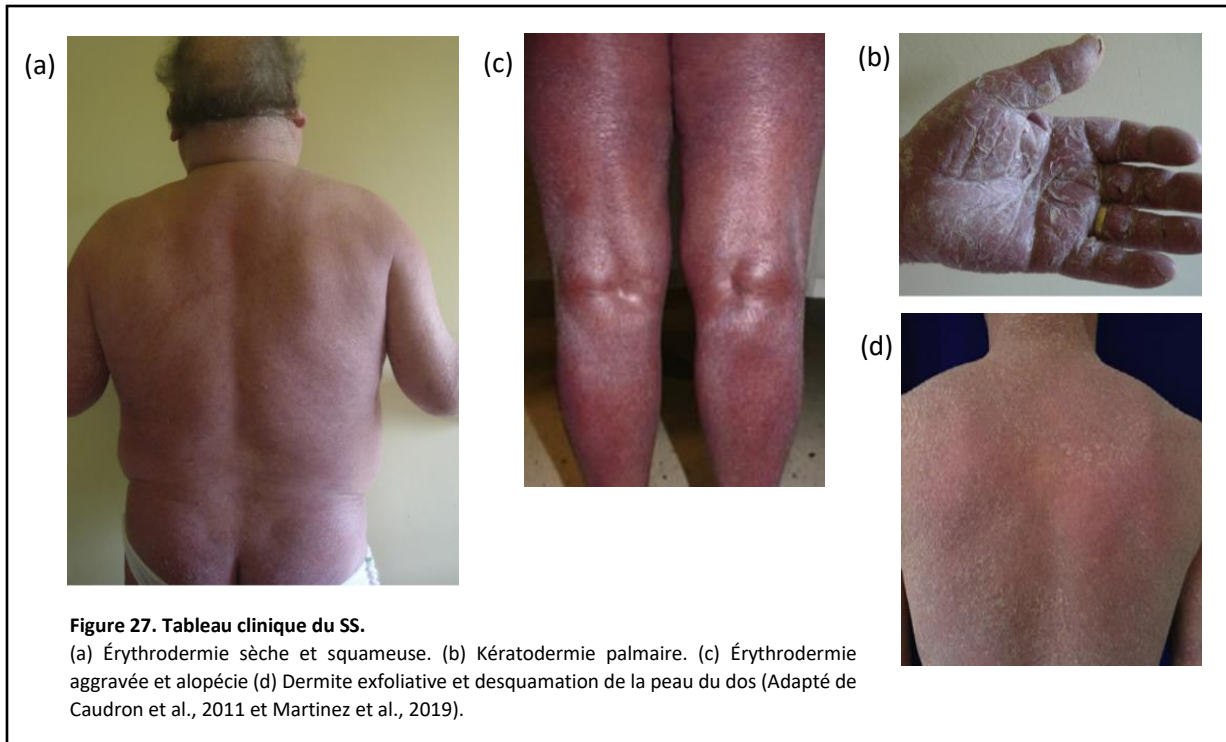 (a)
(c)
(b)
(d)
Figure 27. Tableau clinique du SS.
(a) Érythrodermie sèche et squameuse. (b) Kératodermie palmaire. (c) Érythrodermie
aggravée et alopécie (d) Dermite exfoliative et desquamation de la peau du dos (Adapté de
Caudron et al., 2011 et Martinez et al., 2019).